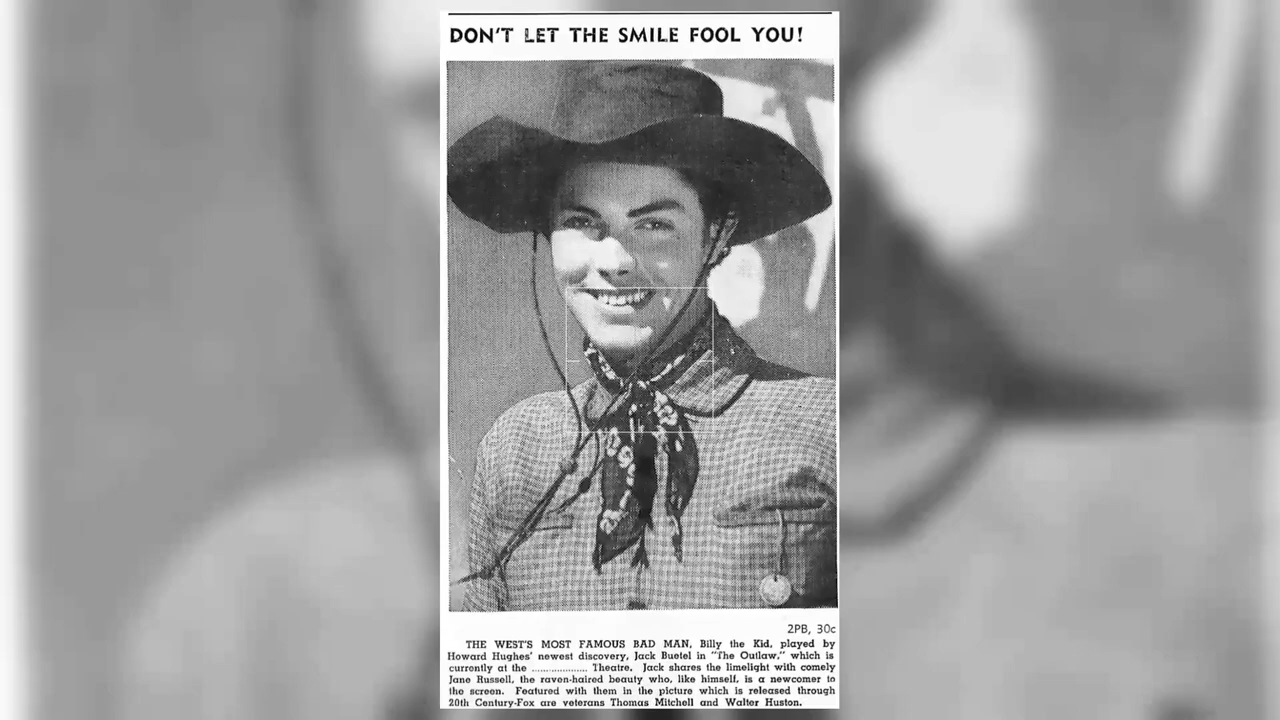 DON'T LET THE SMILE FOOL YOU!
2PB, 30c
THE WEST'S MOST FAMOUS BAD MAN, Billy the Kid, played by
Howard Hughes' newest discovery, Jack Buetel in "The Outlaw," which is
currently at the .................... Theatre. Jack shares the limelight with comely
Jane Russell, the raven-haired beauty who, like himself, is a newcomer to
the screen. Featured with them in the picture which is released through
20th Century-Fox are veterans Thomas Mitchell and Walter Huston.